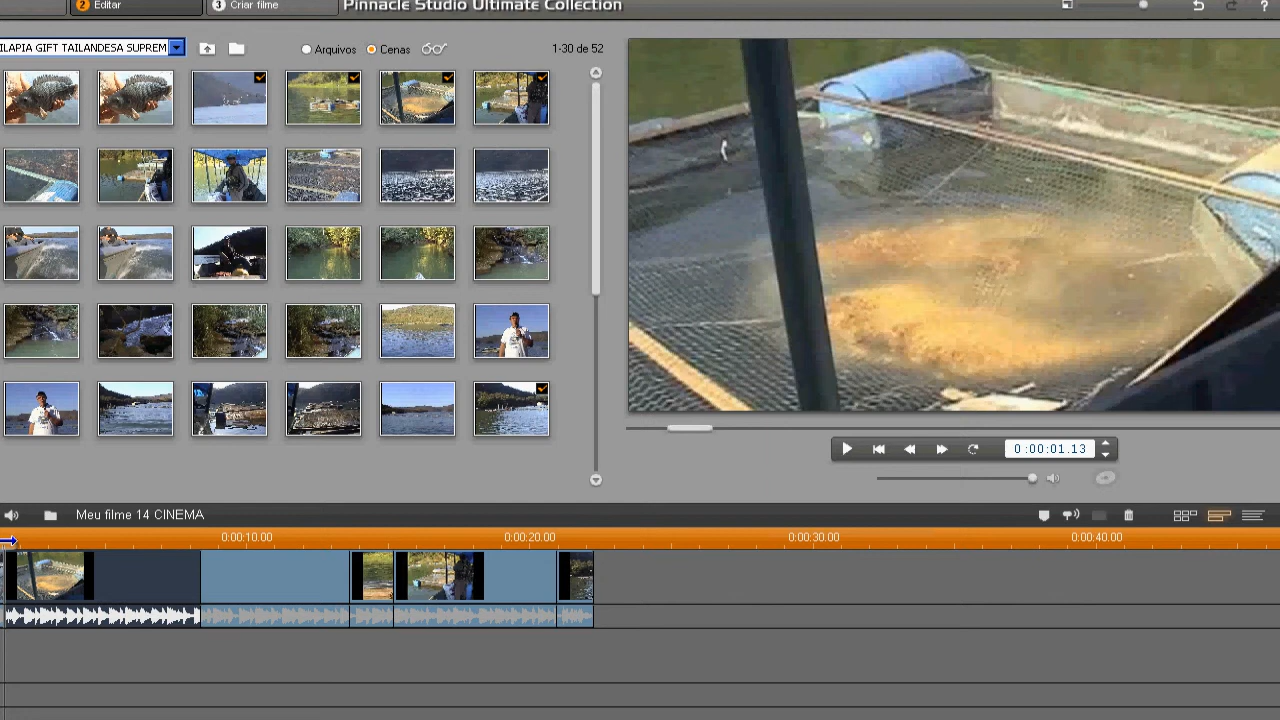 2 Editar
3 Criar filme
Pinnacle Studio Ultimate Collection
ILAPIA GIFT TAILANDESA SUPREM
Arquivos
Cenas
1-30 de 52
0:00:01.13
Meu filme 14 CINEMA
0:00:10.00
0:00:20.00
0:00:30.00
0:00:40.00